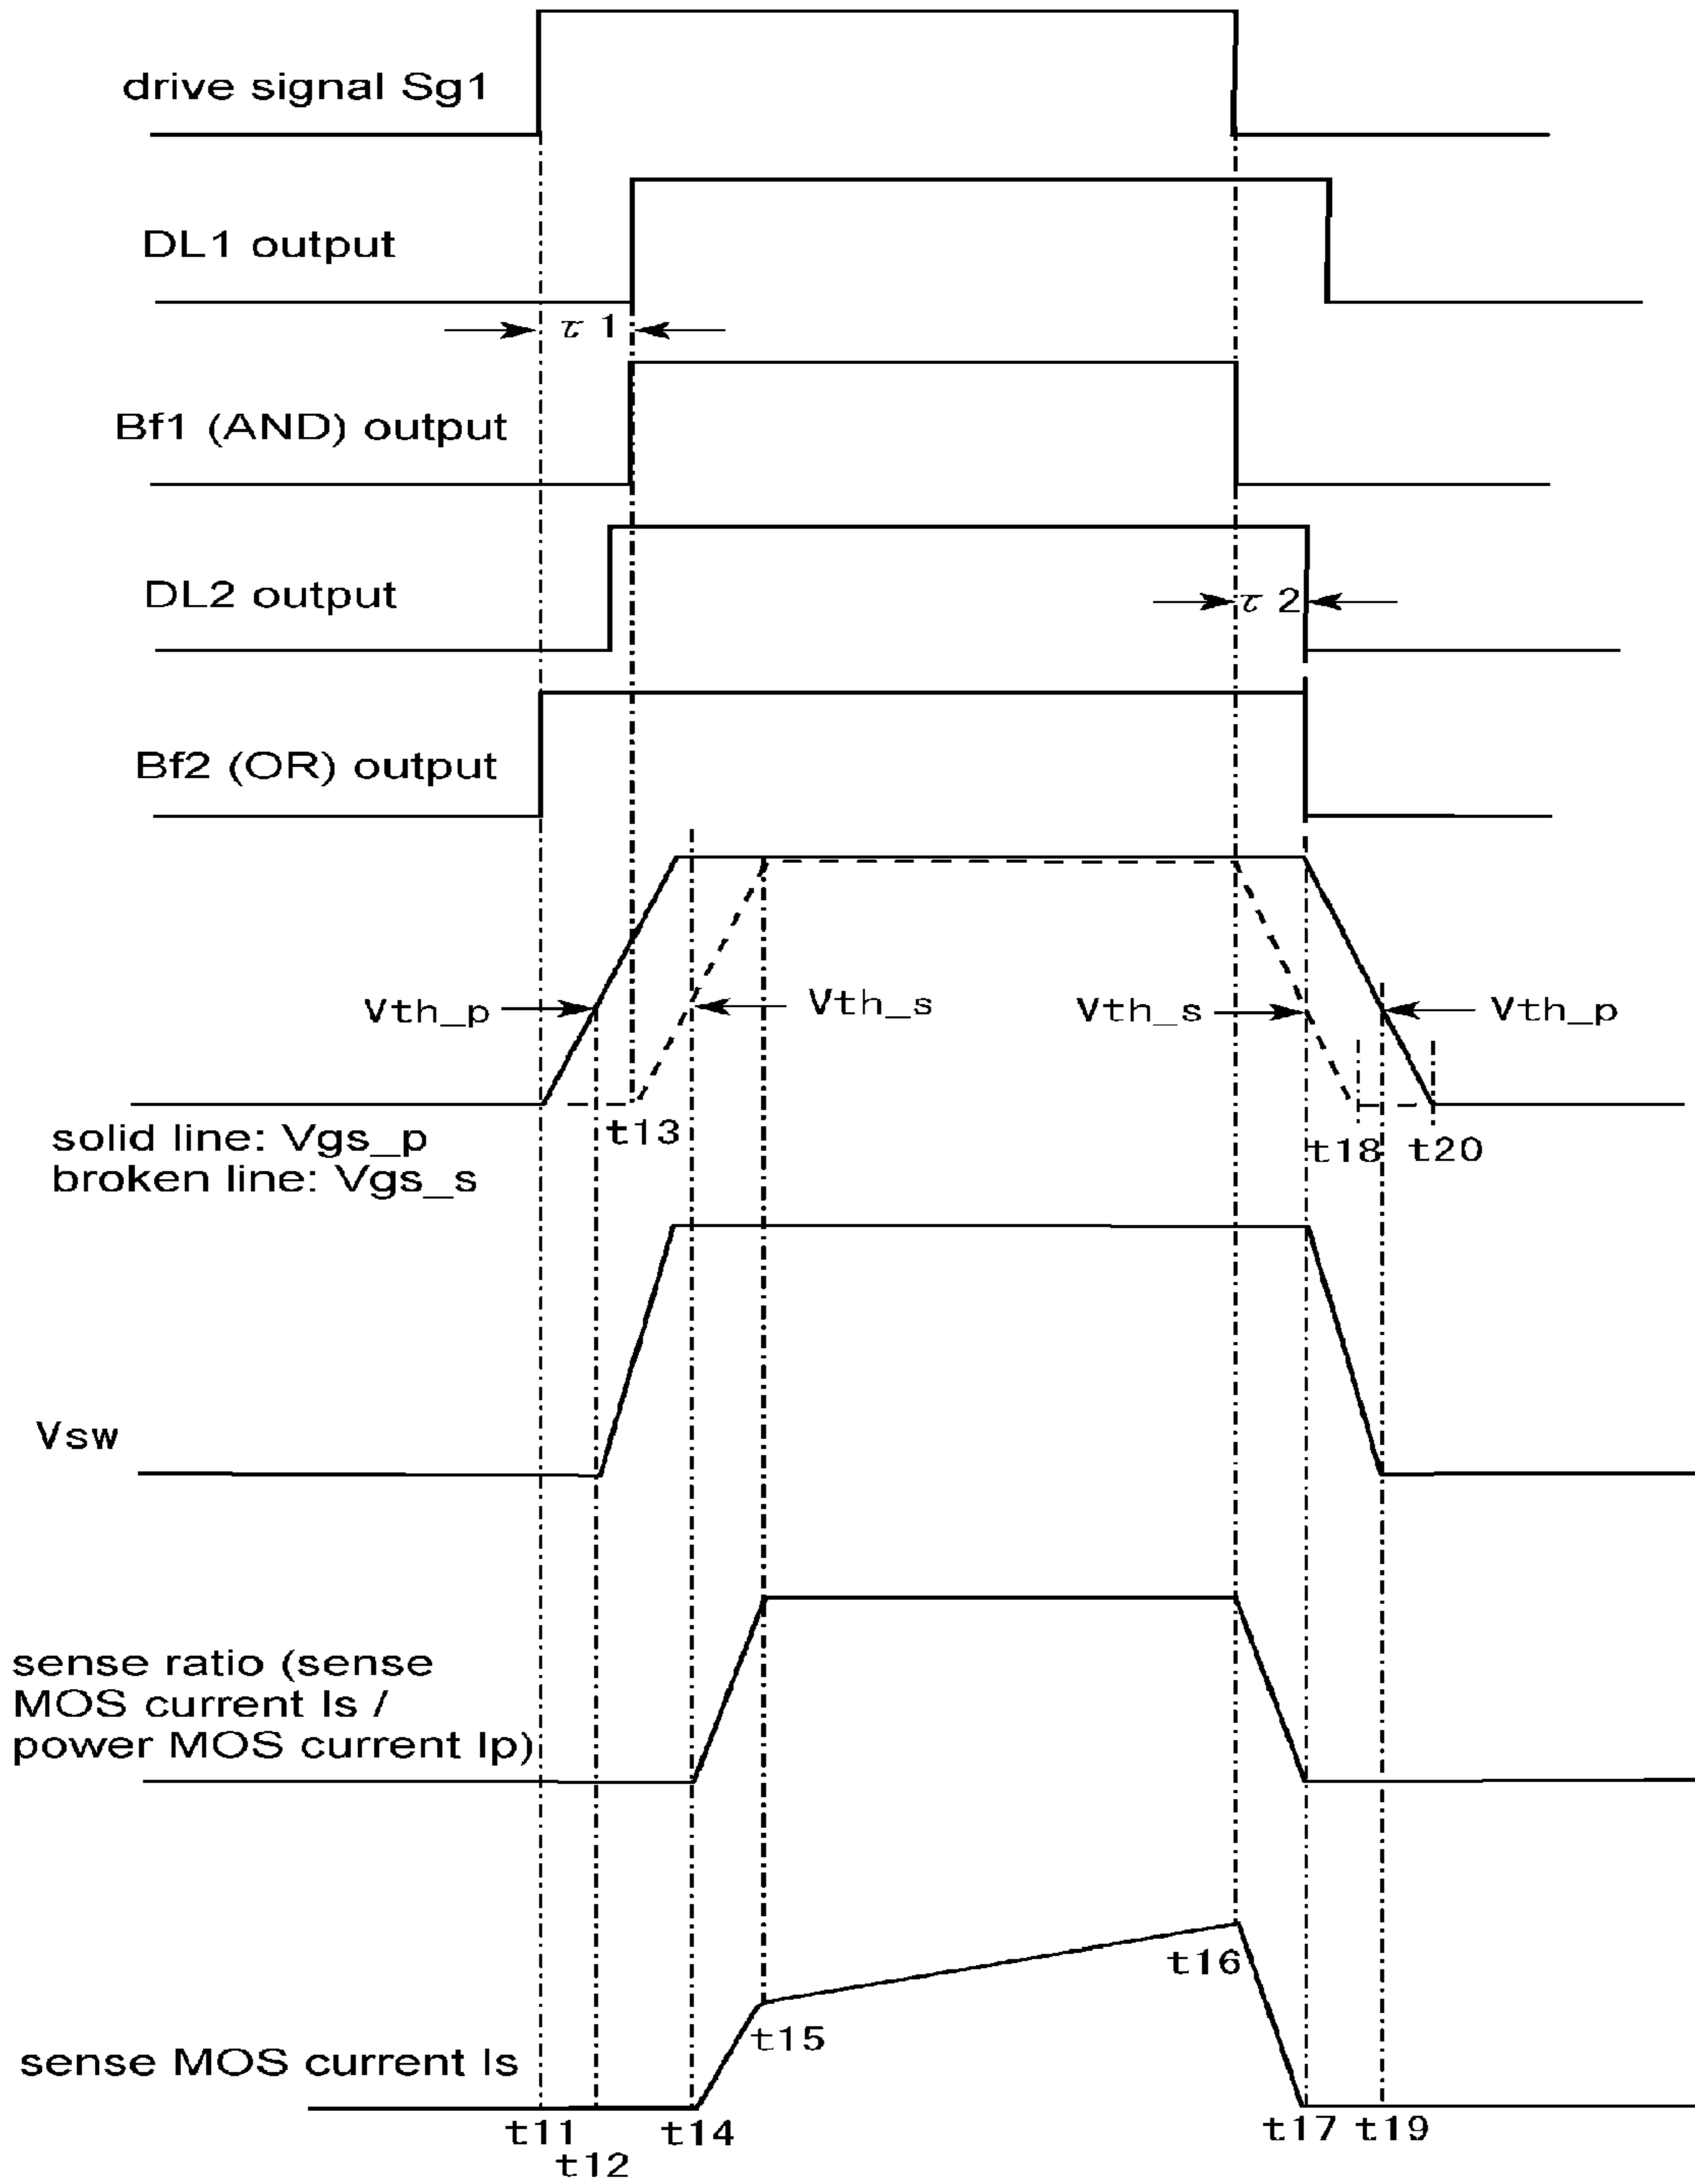 drive signal Sg1
DL1 output
τ 1
Bf1 (AND) output
DL2 output
τ 2
Bf2 (OR) output
Vth_p
Vth_s
Vth_s
Vth_p
t13
t18
t20
solid line: Vgs_p
broken line: Vgs_s
Vsw
sense ratio (sense
MOS current Is /
power MOS current Ip)
t16
t15
sense MOS current Is
t11
t12
t14
t17
t19